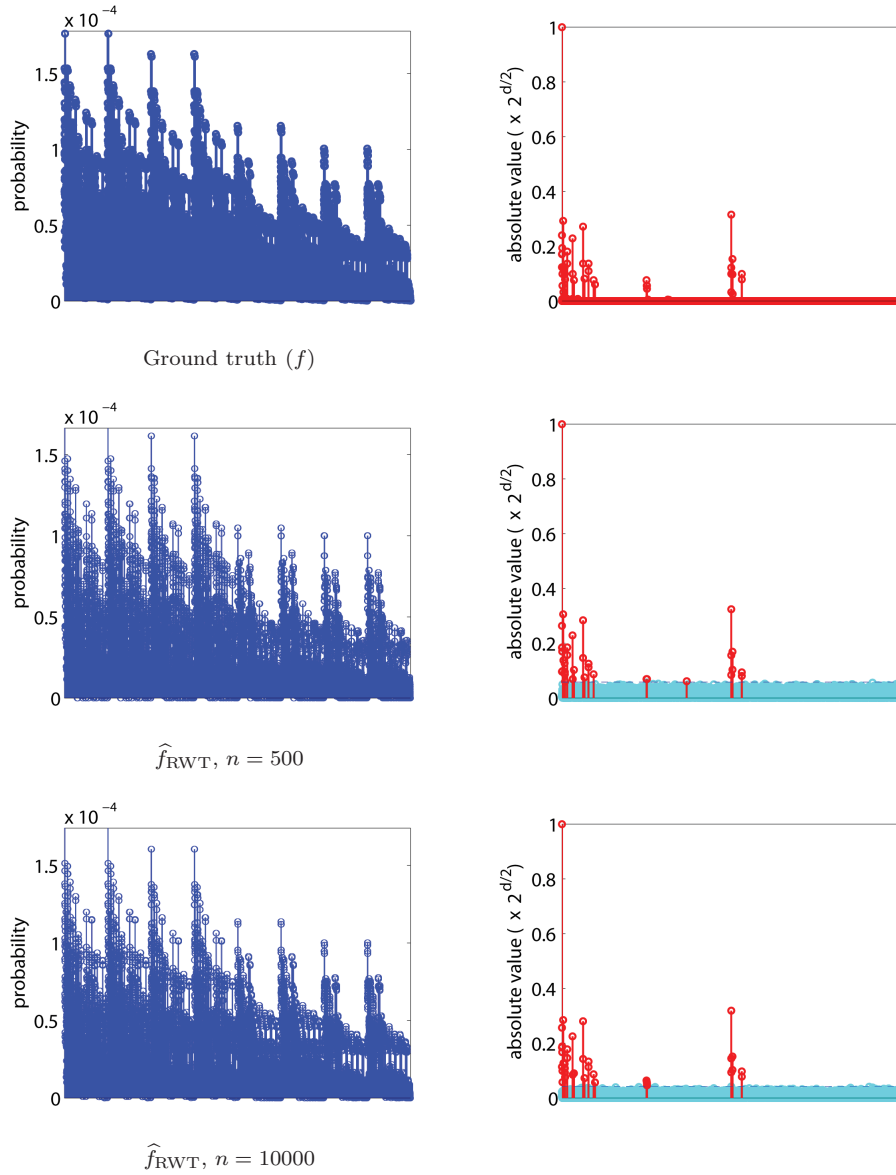 x 10 −4
1.5
1
0.5
0
probability
1
0.8
0.6
0.4
0.2
0
absolute value ( x 2^d/2)
Ground truth (f)
x 10 −4
1.5
1
0.5
0
probability
1
0.8
0.6
0.4
0.2
0
absolute value ( x 2^d/2)
f̂RWT, n = 500
x 10 −4
1.5
1
0.5
0
probability
1
0.8
0.6
0.4
0.2
0
absolute value ( x 2^d/2)
f̂RWT, n = 10000